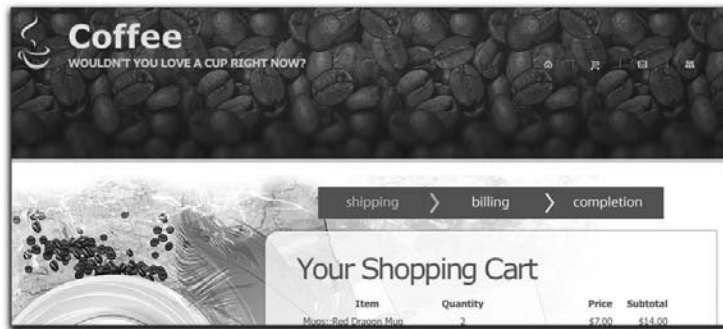 Coffee
WOULDN'T YOU LOVE A CUP RIGHT NOW?
shipping billing completion
Your Shopping Cart
Item Quantity Price Subtotal
Mugs::Red Dragon Mug 2 $7.00 $14.00